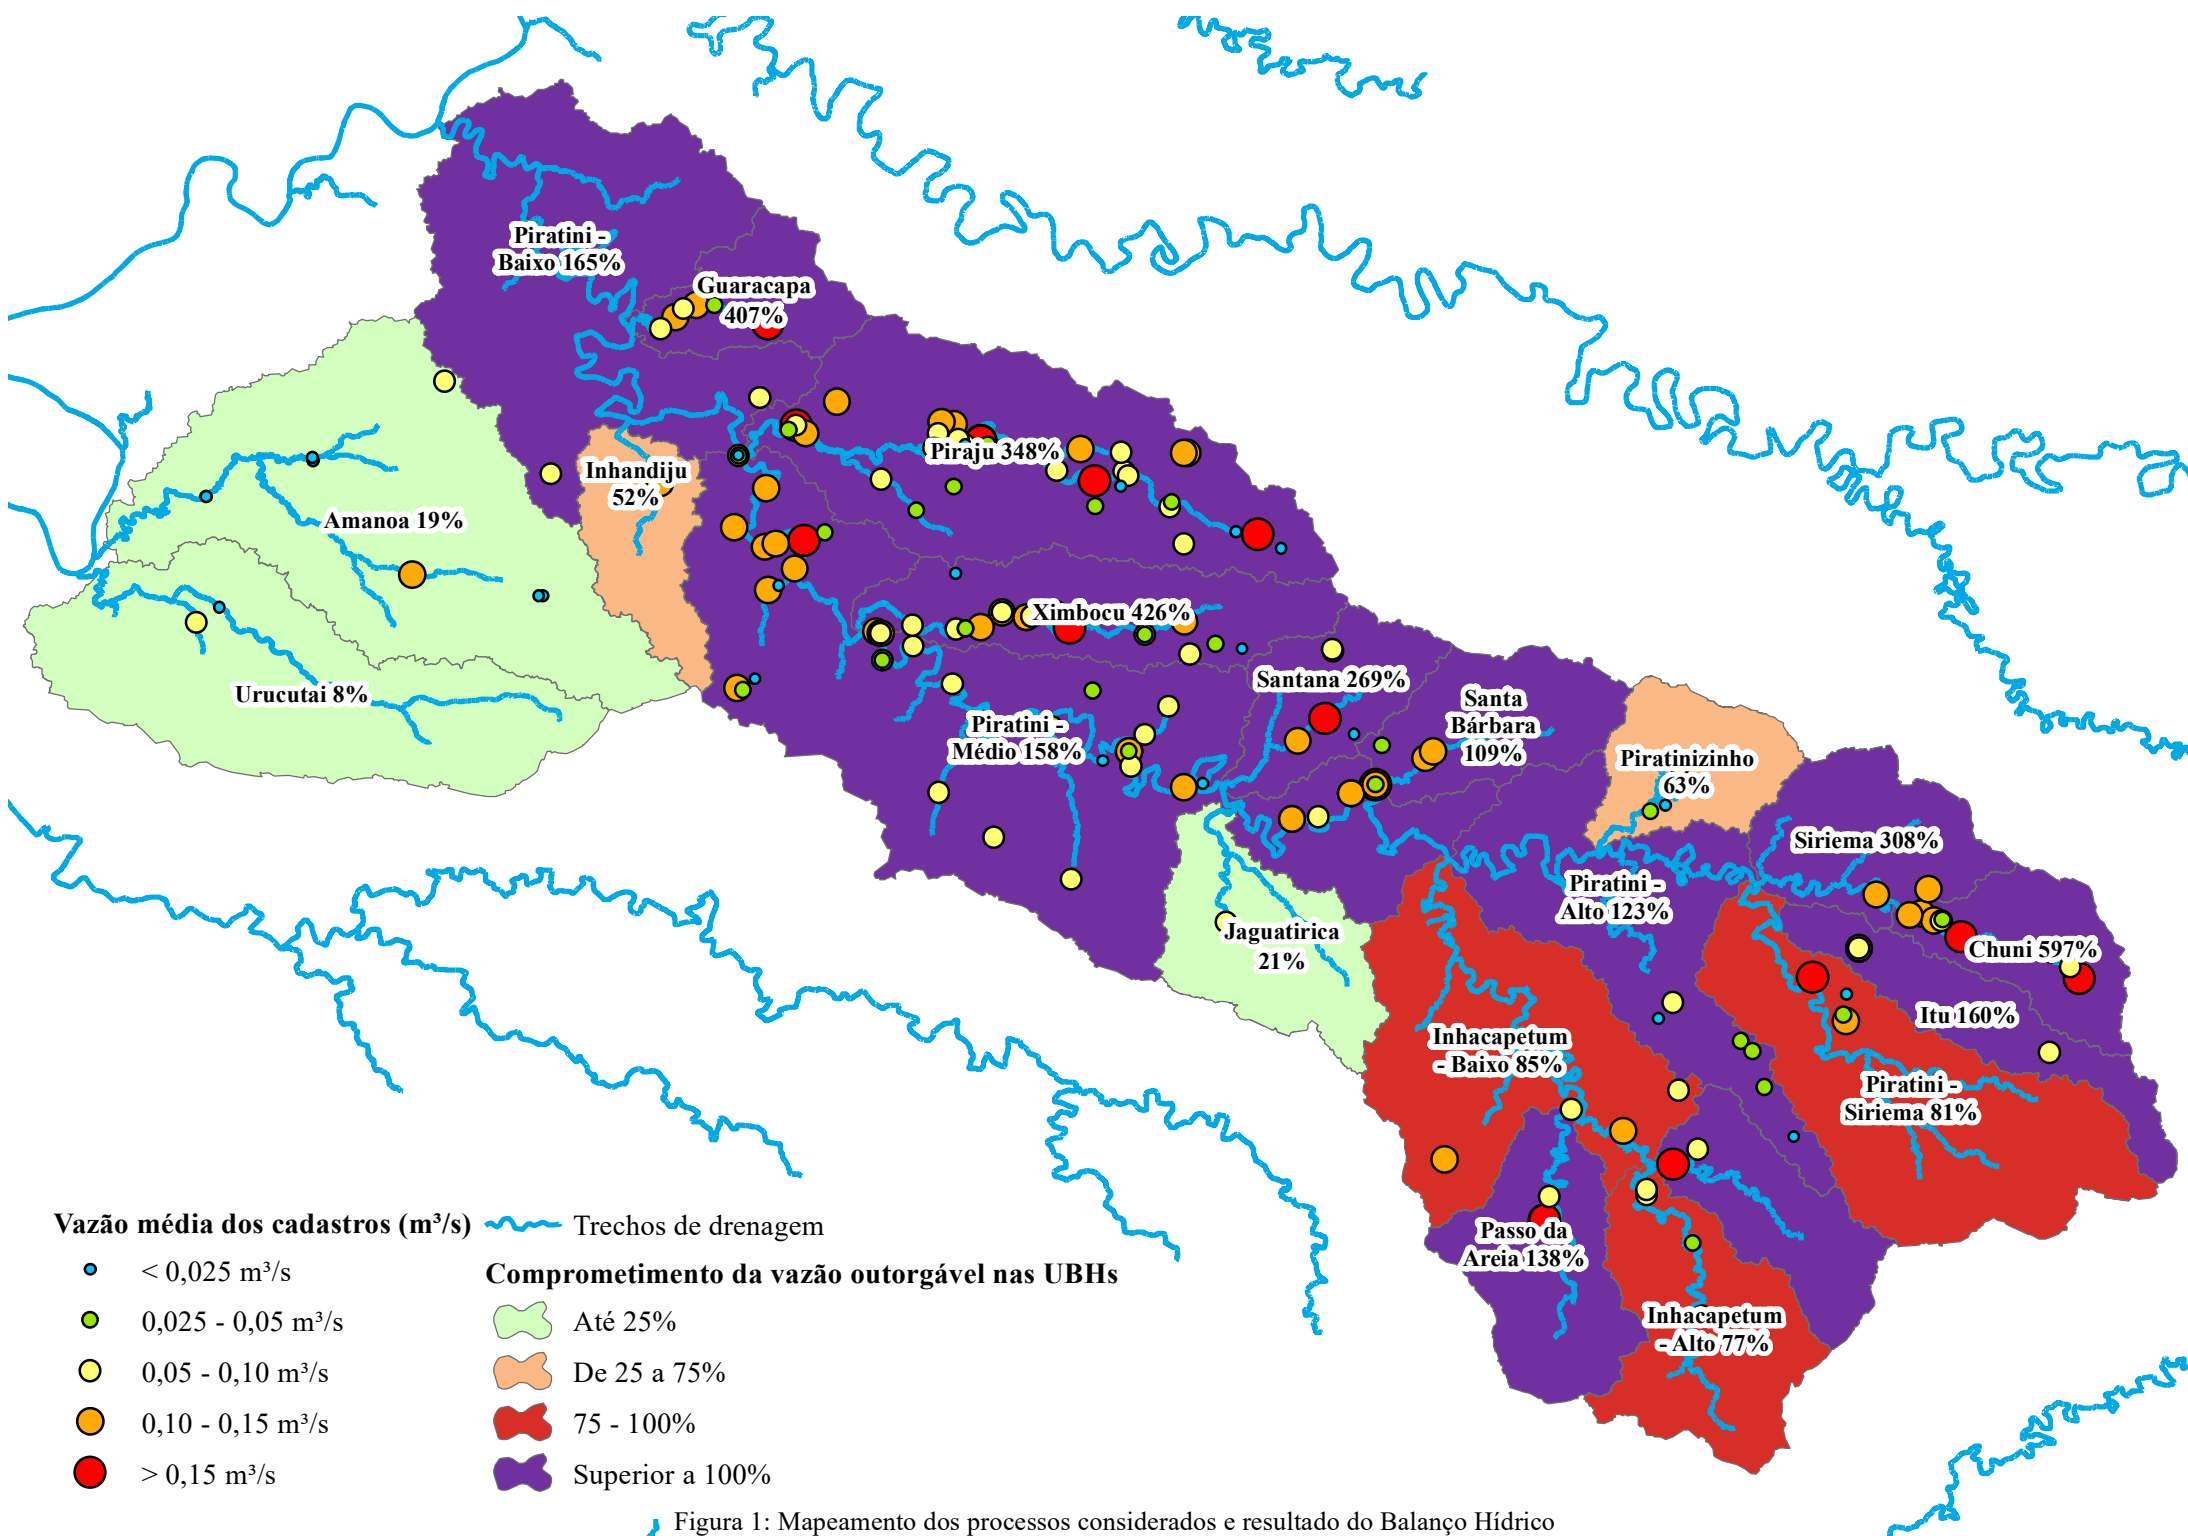 Piratini -
Baixo 165%
Guaracapa
407%
Piraju 348%
Inhandiju
52%
Amanoa 19%
Ximbocu 426%
Urucutai 8%
Santana 269%
Santa
Bárbara
109%
Piratini -
Médio 158%
Piratinizinho
63%
Siriema 308%
Piratini -
Alto 123%
Jaguatirica
21%
Chuni 597%
Itu 160%
Inhacapetum
- Baixo 85%
Piratini -
Siriema 81%
Passo da
Areia 138%
Inhacapetum
- Alto 77%
Vazão média dos cadastros (m³/s)
< 0,025 m³/s
0,025 - 0,05 m³/s
0,05 - 0,10 m³/s
0,10 - 0,15 m³/s
> 0,15 m³/s
Trechos de drenagem
Comprometimento da vazão outorgável nas UBHs
Até 25%
De 25 a 75%
75 - 100%
Superior a 100%
Figura 1: Mapeamento dos processos considerados e resultado do Balanço Hídrico